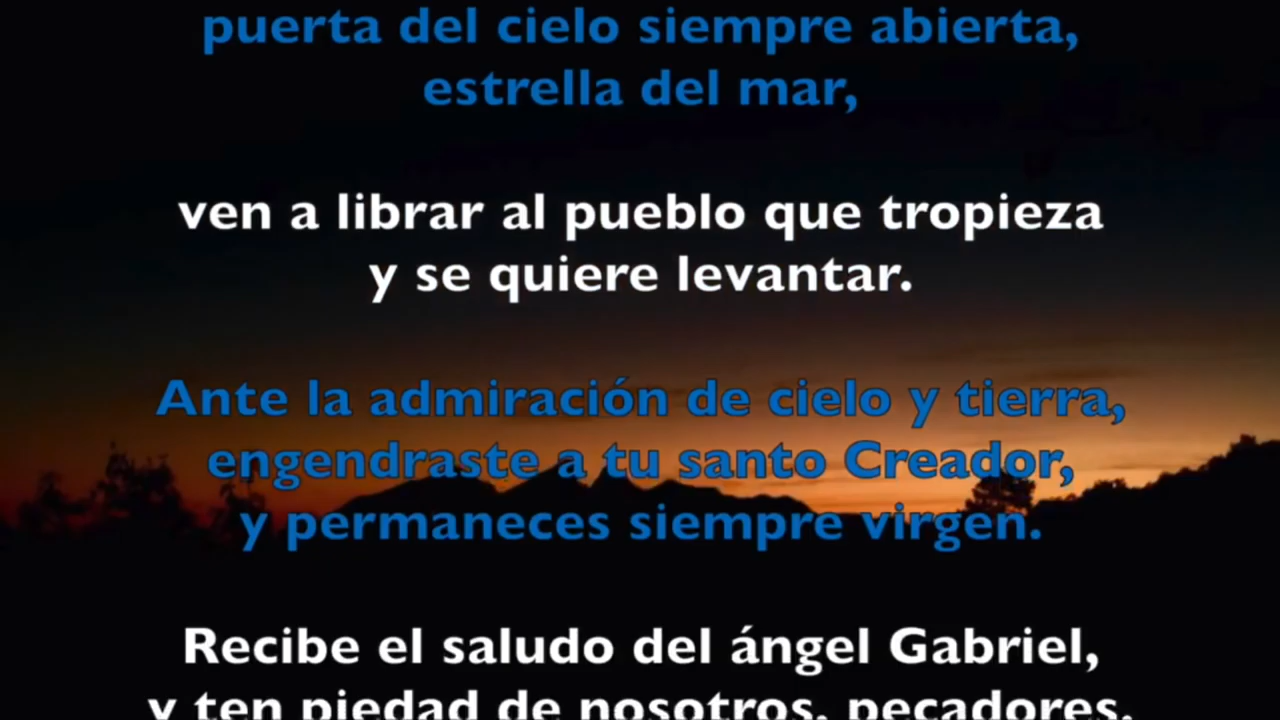 puerta del cielo siempre abierta,
estrella del mar,
ven a librar al pueblo que tropieza
y se quiere levantar.
Ante la admiración de cielo y tierra,
engendraste a tu santo Creador,
y permaneces siempre virgen.
Recibe el saludo del ángel Gabriel,
y ten piedad de nosotros, pecadores.